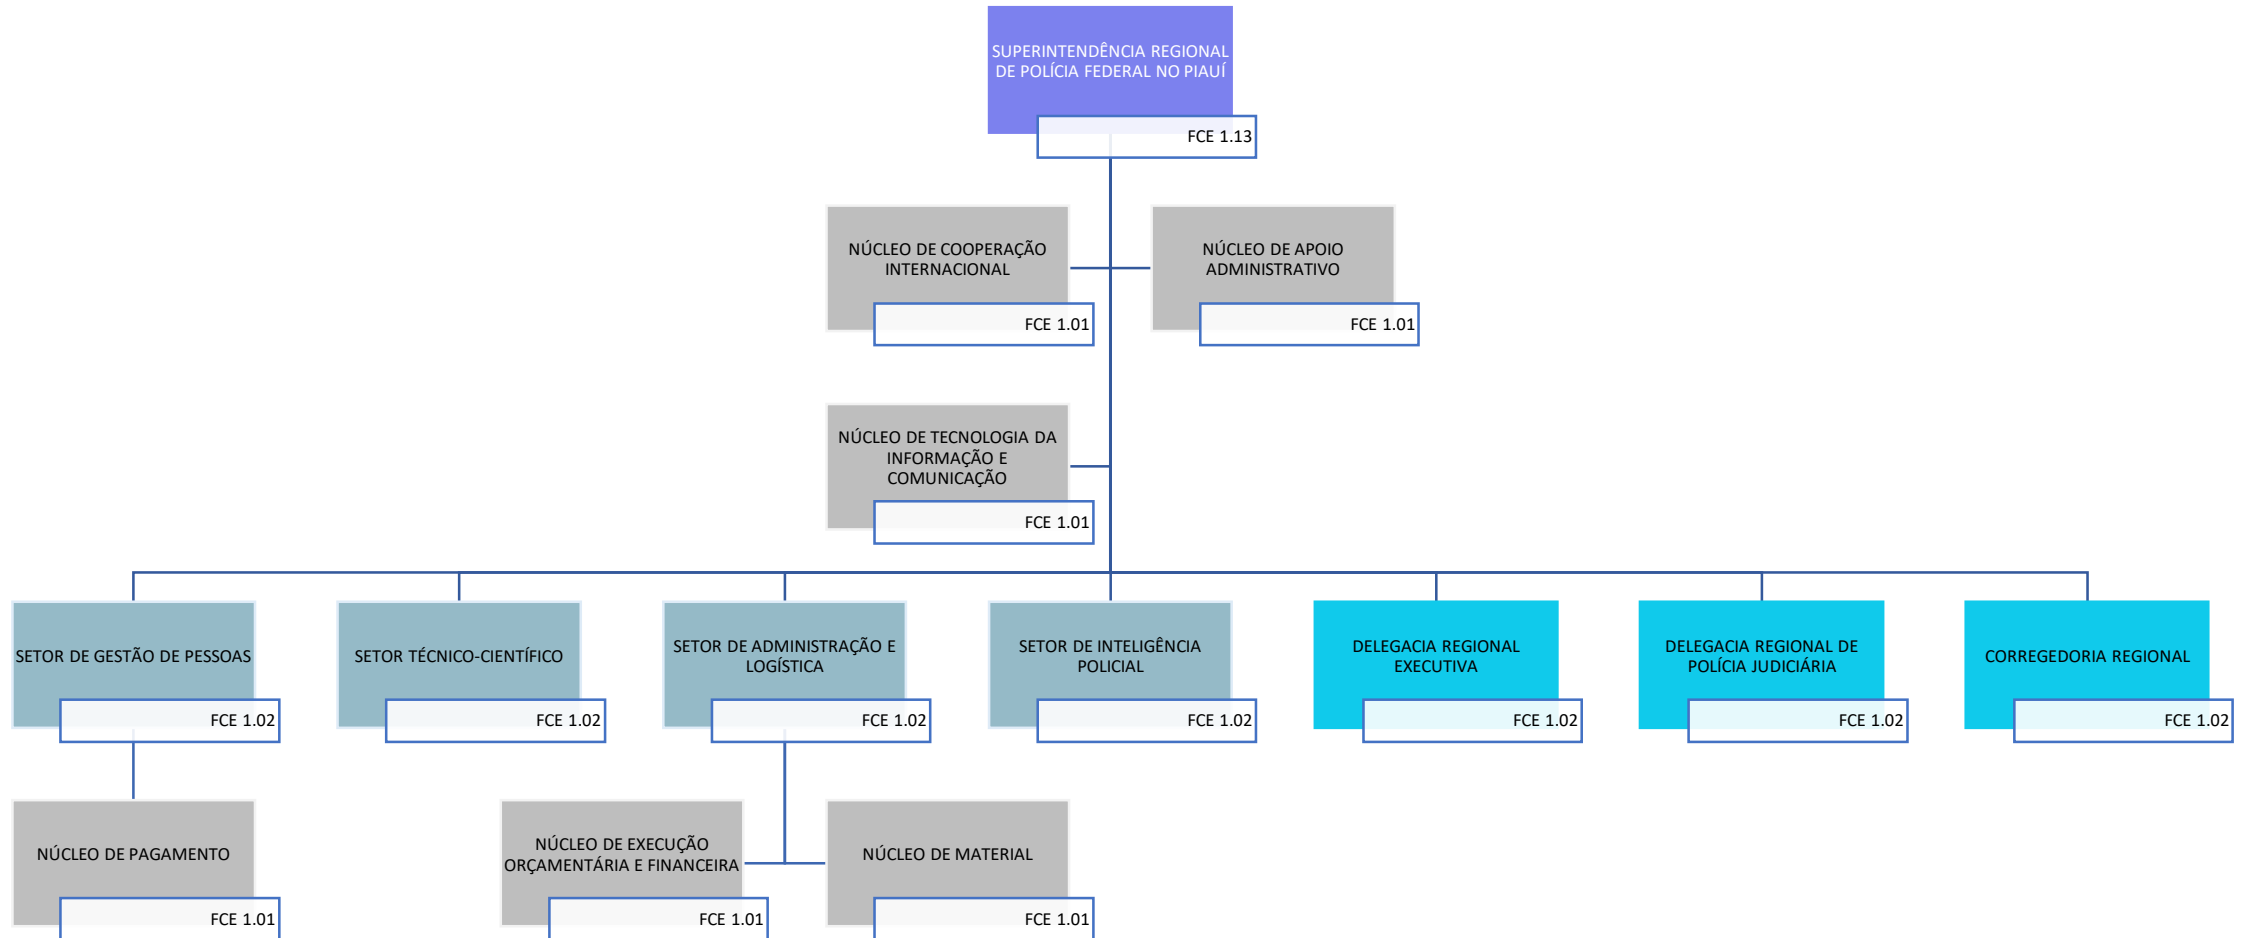 SUPERINTENDÊNCIA REGIONAL
DE POLÍCIA FEDERAL NO PIAUÍ
FCE 1.13
NÚCLEO DE COOPERAÇÃO
INTERNACIONAL
FCE 1.01
NÚCLEO DE APOIO
ADMINISTRATIVO
FCE 1.01
NÚCLEO DE TECNOLOGIA DA
INFORMAÇÃO E
COMUNICAÇÃO
FCE 1.01
SETOR DE GESTÃO DE PESSOAS
FCE 1.02
SETOR TÉCNICO-CIENTÍFICO
FCE 1.02
SETOR DE ADMINISTRAÇÃO E
LOGÍSTICA
FCE 1.02
SETOR DE INTELIGÊNCIA
POLICIAL
FCE 1.02
DELEGACIA REGIONAL
EXECUTIVA
FCE 1.02
DELEGACIA REGIONAL DE
POLÍCIA JUDICIÁRIA
FCE 1.02
CORREGEDORIA REGIONAL
FCE 1.02
NÚCLEO DE PAGAMENTO
FCE 1.01
NÚCLEO DE EXECUÇÃO
ORÇAMENTÁRIA E FINANCEIRA
FCE 1.01
NÚCLEO DE MATERIAL
FCE 1.01